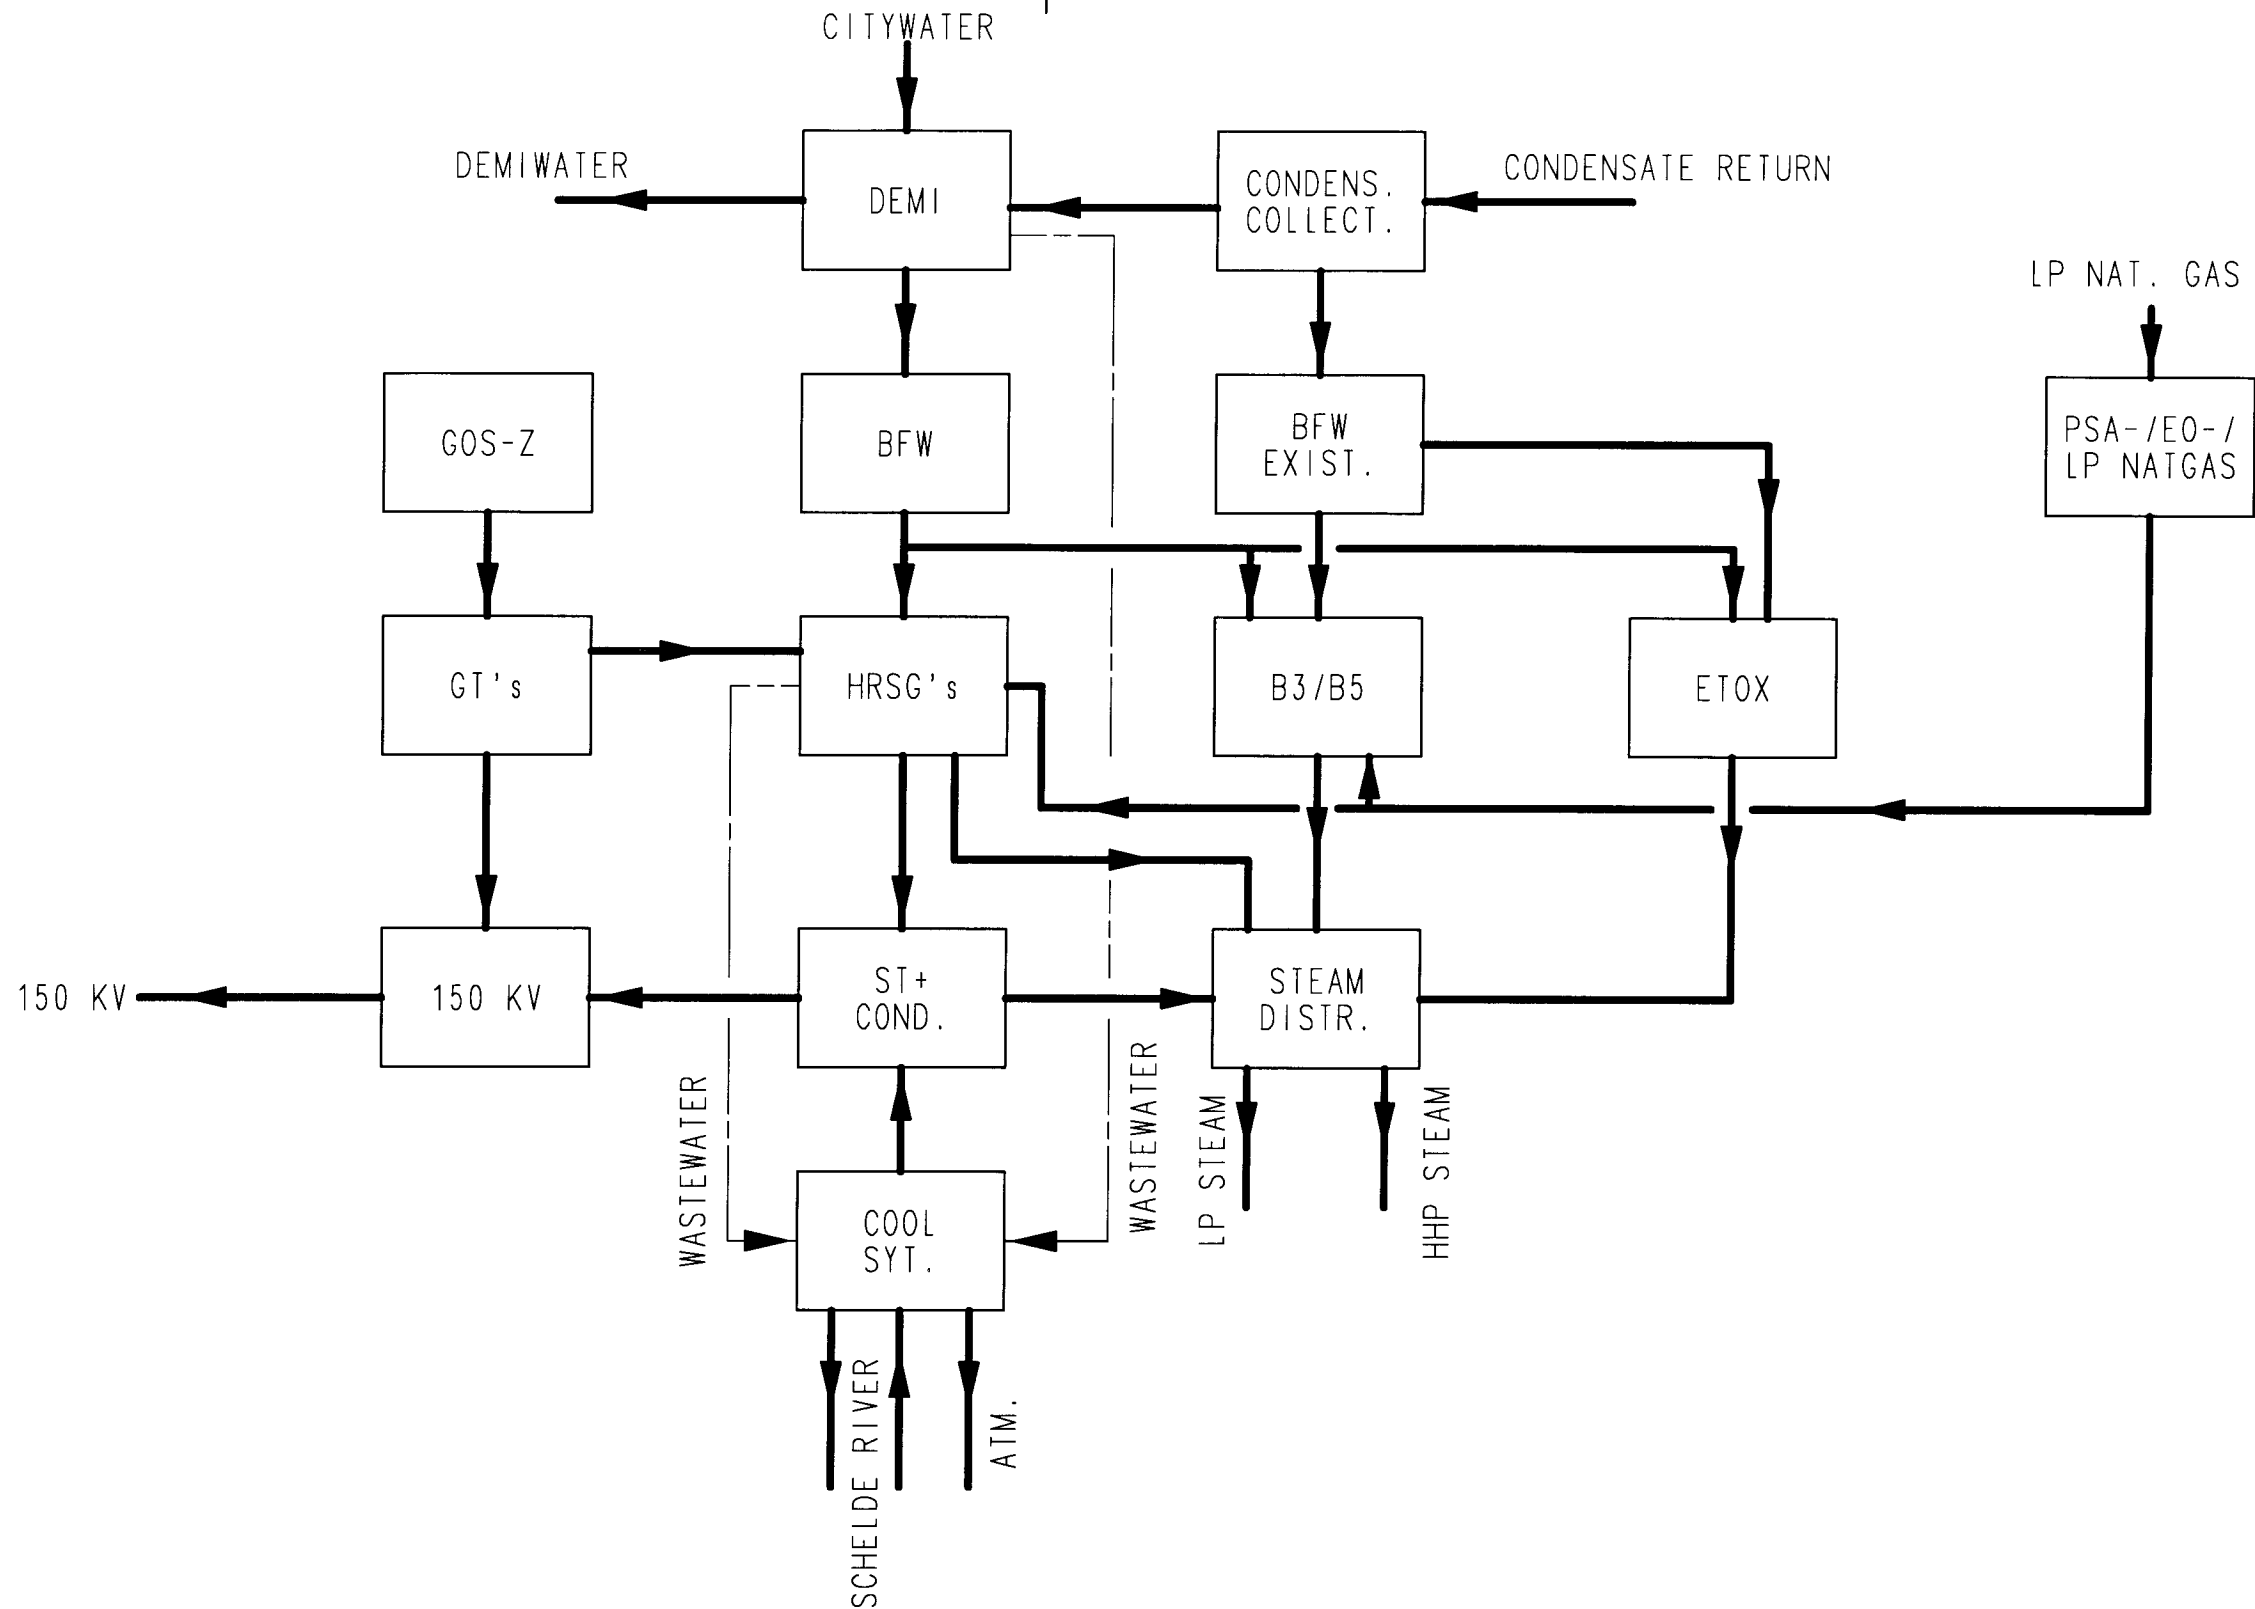 CITYWATER
DEMIWATER
DEMI
CONDENS.
COLLECT.
CONDENSATE RETURN
LP NAT. GAS
GOS-Z
BFW
BFW
EXIST.
PSA-/EO-/
LP NATGAS
GT's
HRSG's
B3/B5
ETOX
150 KV
150 KV
ST+
COND.
STEAM
DISTR.
WASTEWATER
WASTEWATER
LP STEAM
HHP STEAM
COOL
SYT.
SCHELDE RIVER
ATM.